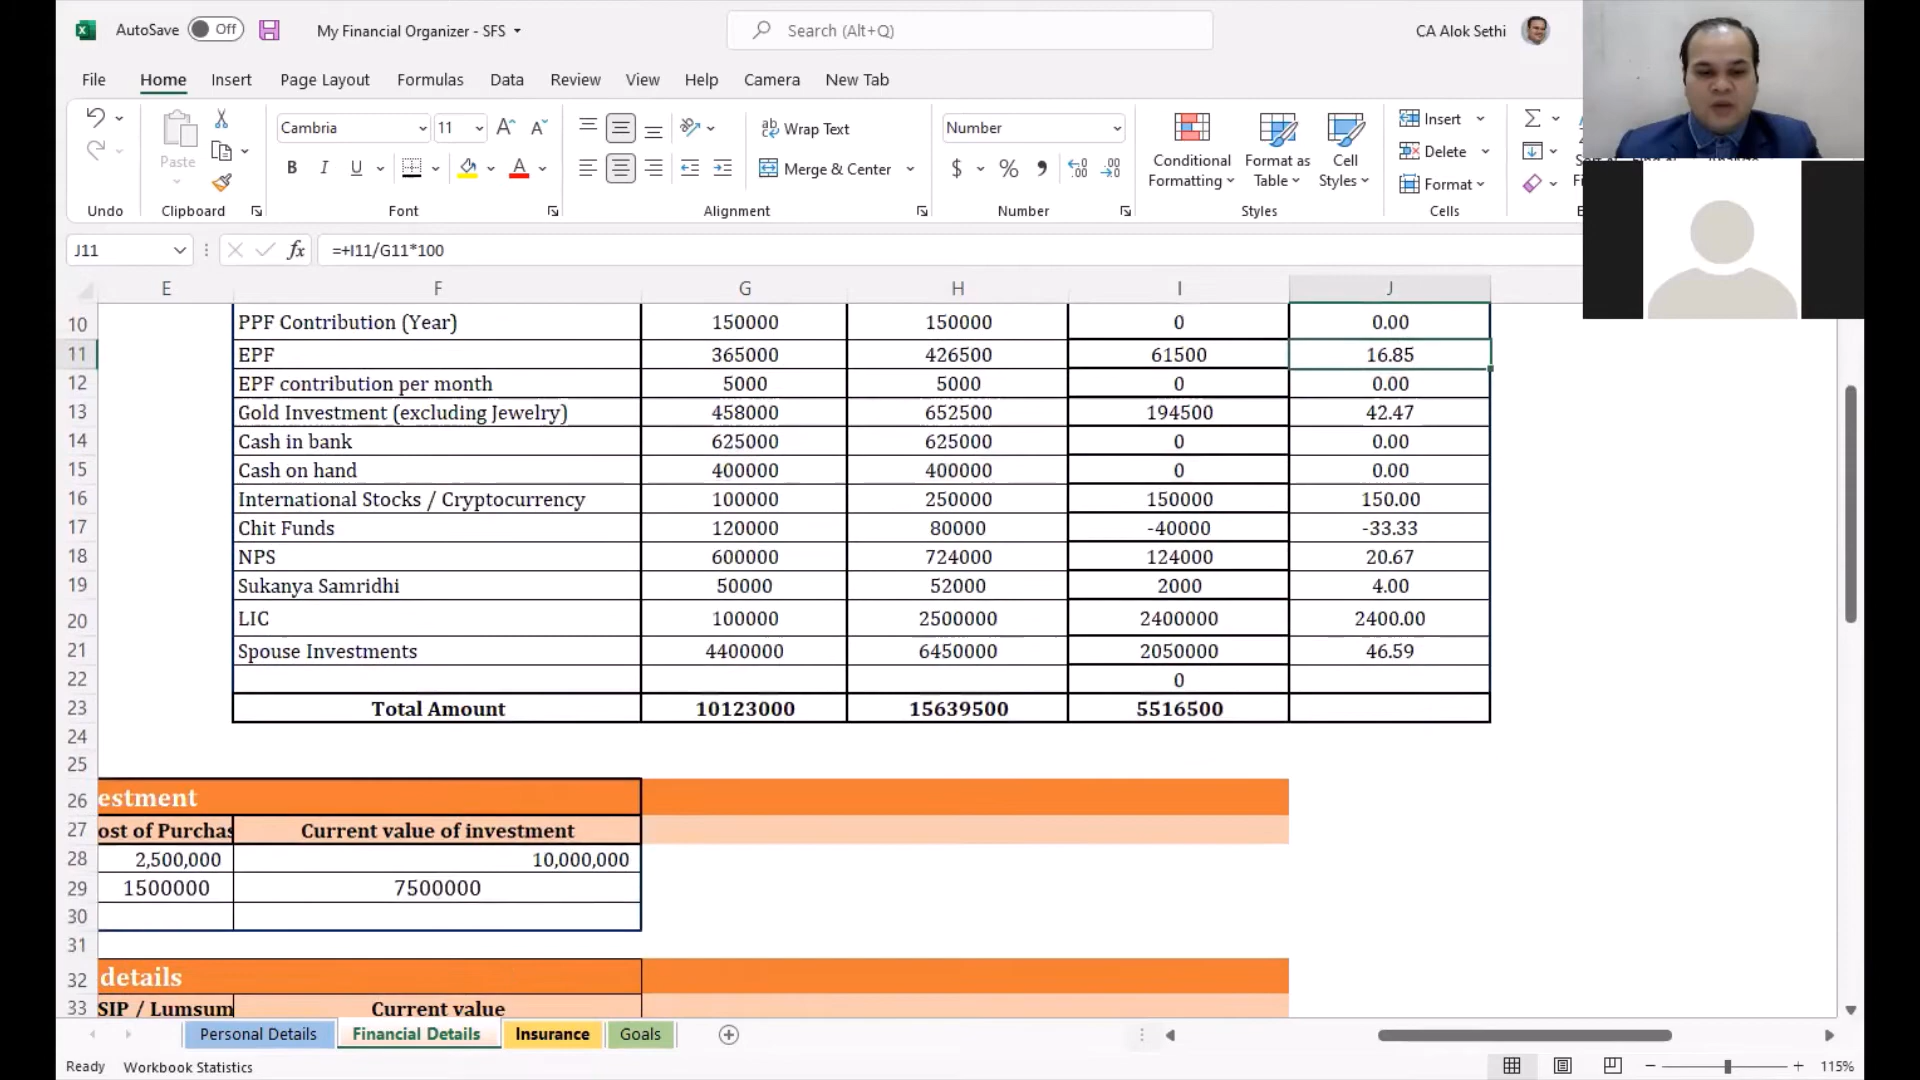 AutoSave Off My Financial Organizer - SFS Search (Alt+Q) CA Alok Sethi
File Home Insert Page Layout Formulas Data Review View Help Camera New Tab
Cambria 11 Wrap Text Number Insert
Paste Conditional Formatting Format as Table Cell Styles Delete
B I U A Merge & Center $ % Format
Undo Clipboard Font Alignment Number Styles Cells
J11 fx =+I11/G11*100
E F G H I J
10 PPF Contribution (Year) 150000 150000 0 0.00
11 EPF 365000 426500 61500 16.85
12 EPF contribution per month 5000 5000 0 0.00
13 Gold Investment (excluding Jewelry) 458000 652500 194500 42.47
14 Cash in bank 625000 625000 0 0.00
15 Cash on hand 400000 400000 0 0.00
16 International Stocks / Cryptocurrency 100000 250000 150000 150.00
17 Chit Funds 120000 80000 -40000 -33.33
18 NPS 600000 724000 124000 20.67
19 Sukanya Samridhi 50000 52000 2000 4.00
20 LIC 100000 2500000 2400000 2400.00
21 Spouse Investments 4400000 6450000 2050000 46.59
22 0
23 Total Amount 10123000 15639500 5516500
24
25
26 estment
27 ost of Purchas Current value of investment
28 2,500,000 10,000,000
29 1500000 7500000
30
31
32 details
33 SIP / Lumsum Current value
Personal Details Financial Details Insurance Goals
Ready Workbook Statistics 115%